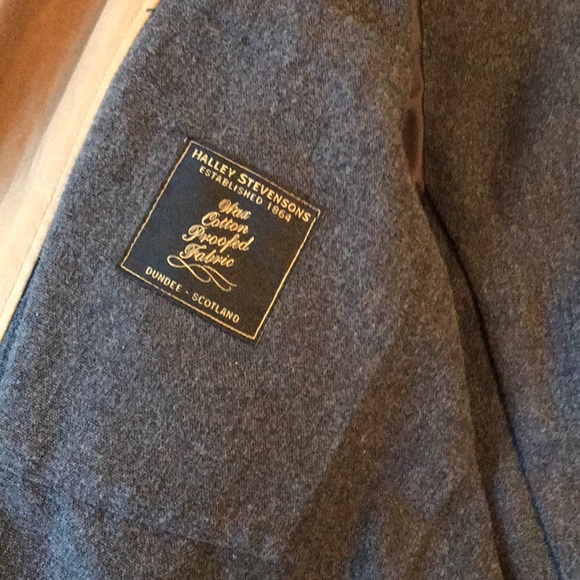 HALLEY STEVENSONS
ESTABLISHED 1864
Wax
Cotton
Proofed
Fabric
DUNDEE - SCOTLAND